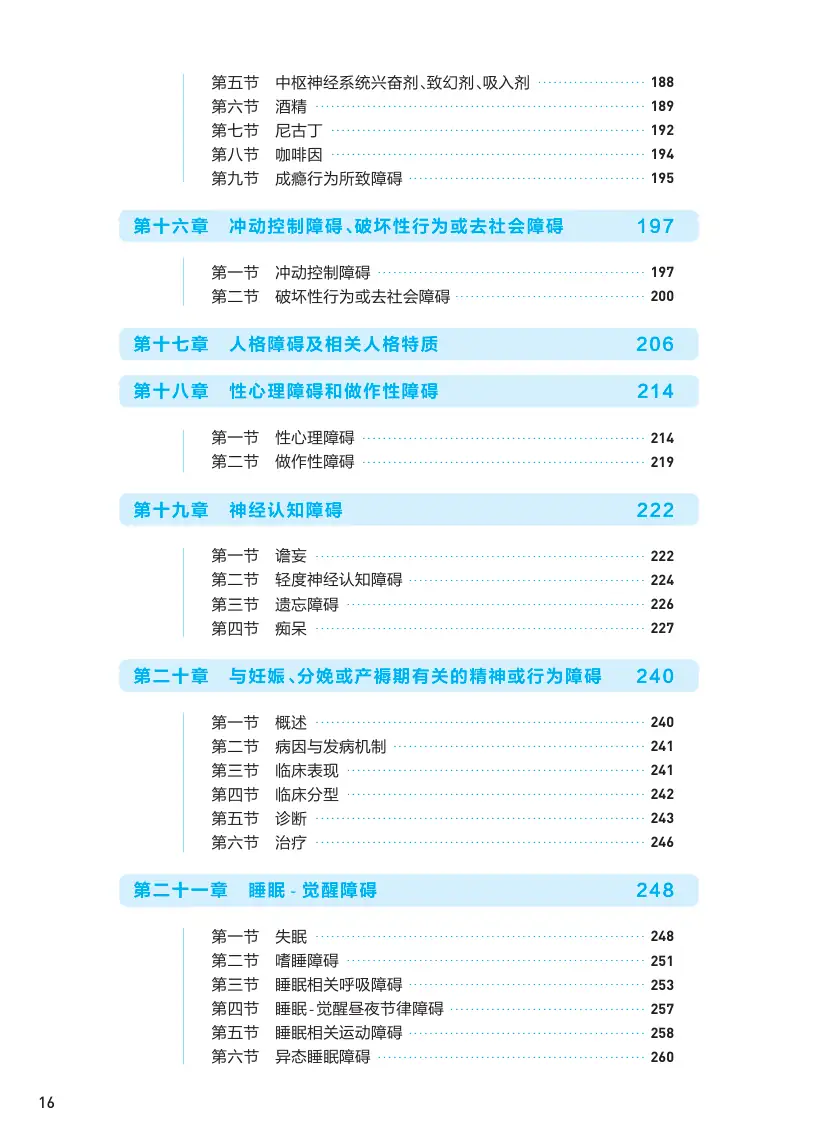 第五节 中枢神经系统兴奋剂、致幻剂、吸入剂 188
第六节 酒精 189
第七节 尼古丁 192
第八节 咖啡因 194
第九节 成瘾行为所致障碍 195
第十六章 冲动控制障碍、破坏性行为或去社会障碍 197
第一节 冲动控制障碍 197
第二节 破坏性行为或去社会障碍 200
第十七章 人格障碍及相关人格特质 206
第十八章 性心理障碍和做作性障碍 214
第一节 性心理障碍 214
第二节 做作性障碍 219
第十九章 神经认知障碍 222
第一节 谵妄 222
第二节 轻度神经认知障碍 224
第三节 遗忘障碍 226
第四节 痴呆 227
第二十章 与妊娠、分娩或产褥期有关的精神或行为障碍 240
第一节 概述 240
第二节 病因与发病机制 241
第三节 临床表现 241
第四节 临床分型 242
第五节 诊断 243
第六节 治疗 246
第二十一章 睡眠-觉醒障碍 248
第一节 失眠 248
第二节 嗜睡障碍 251
第三节 睡眠相关呼吸障碍 253
第四节 睡眠-觉醒昼夜节律障碍 257
第五节 睡眠相关运动障碍 258
第六节 异态睡眠障碍 260
16